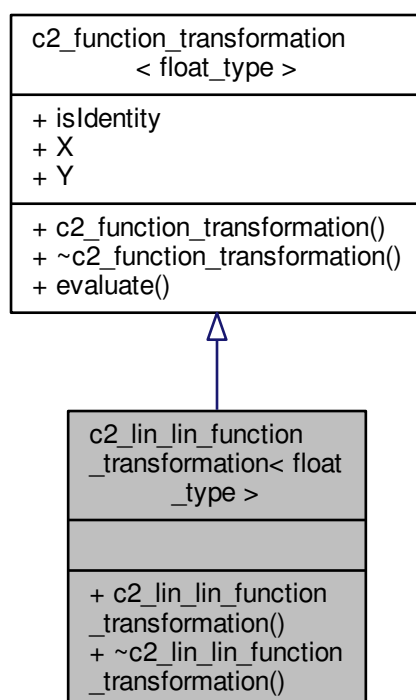 c2_function_transformation
< float_type >
+ isIdentity
+ X
+ Y
+ c2_function_transformation()
+ ~c2_function_transformation()
+ evaluate()
c2_lin_lin_function
_transformation< float
_type >
+ c2_lin_lin_function
_transformation()
+ ~c2_lin_lin_function
_transformation()